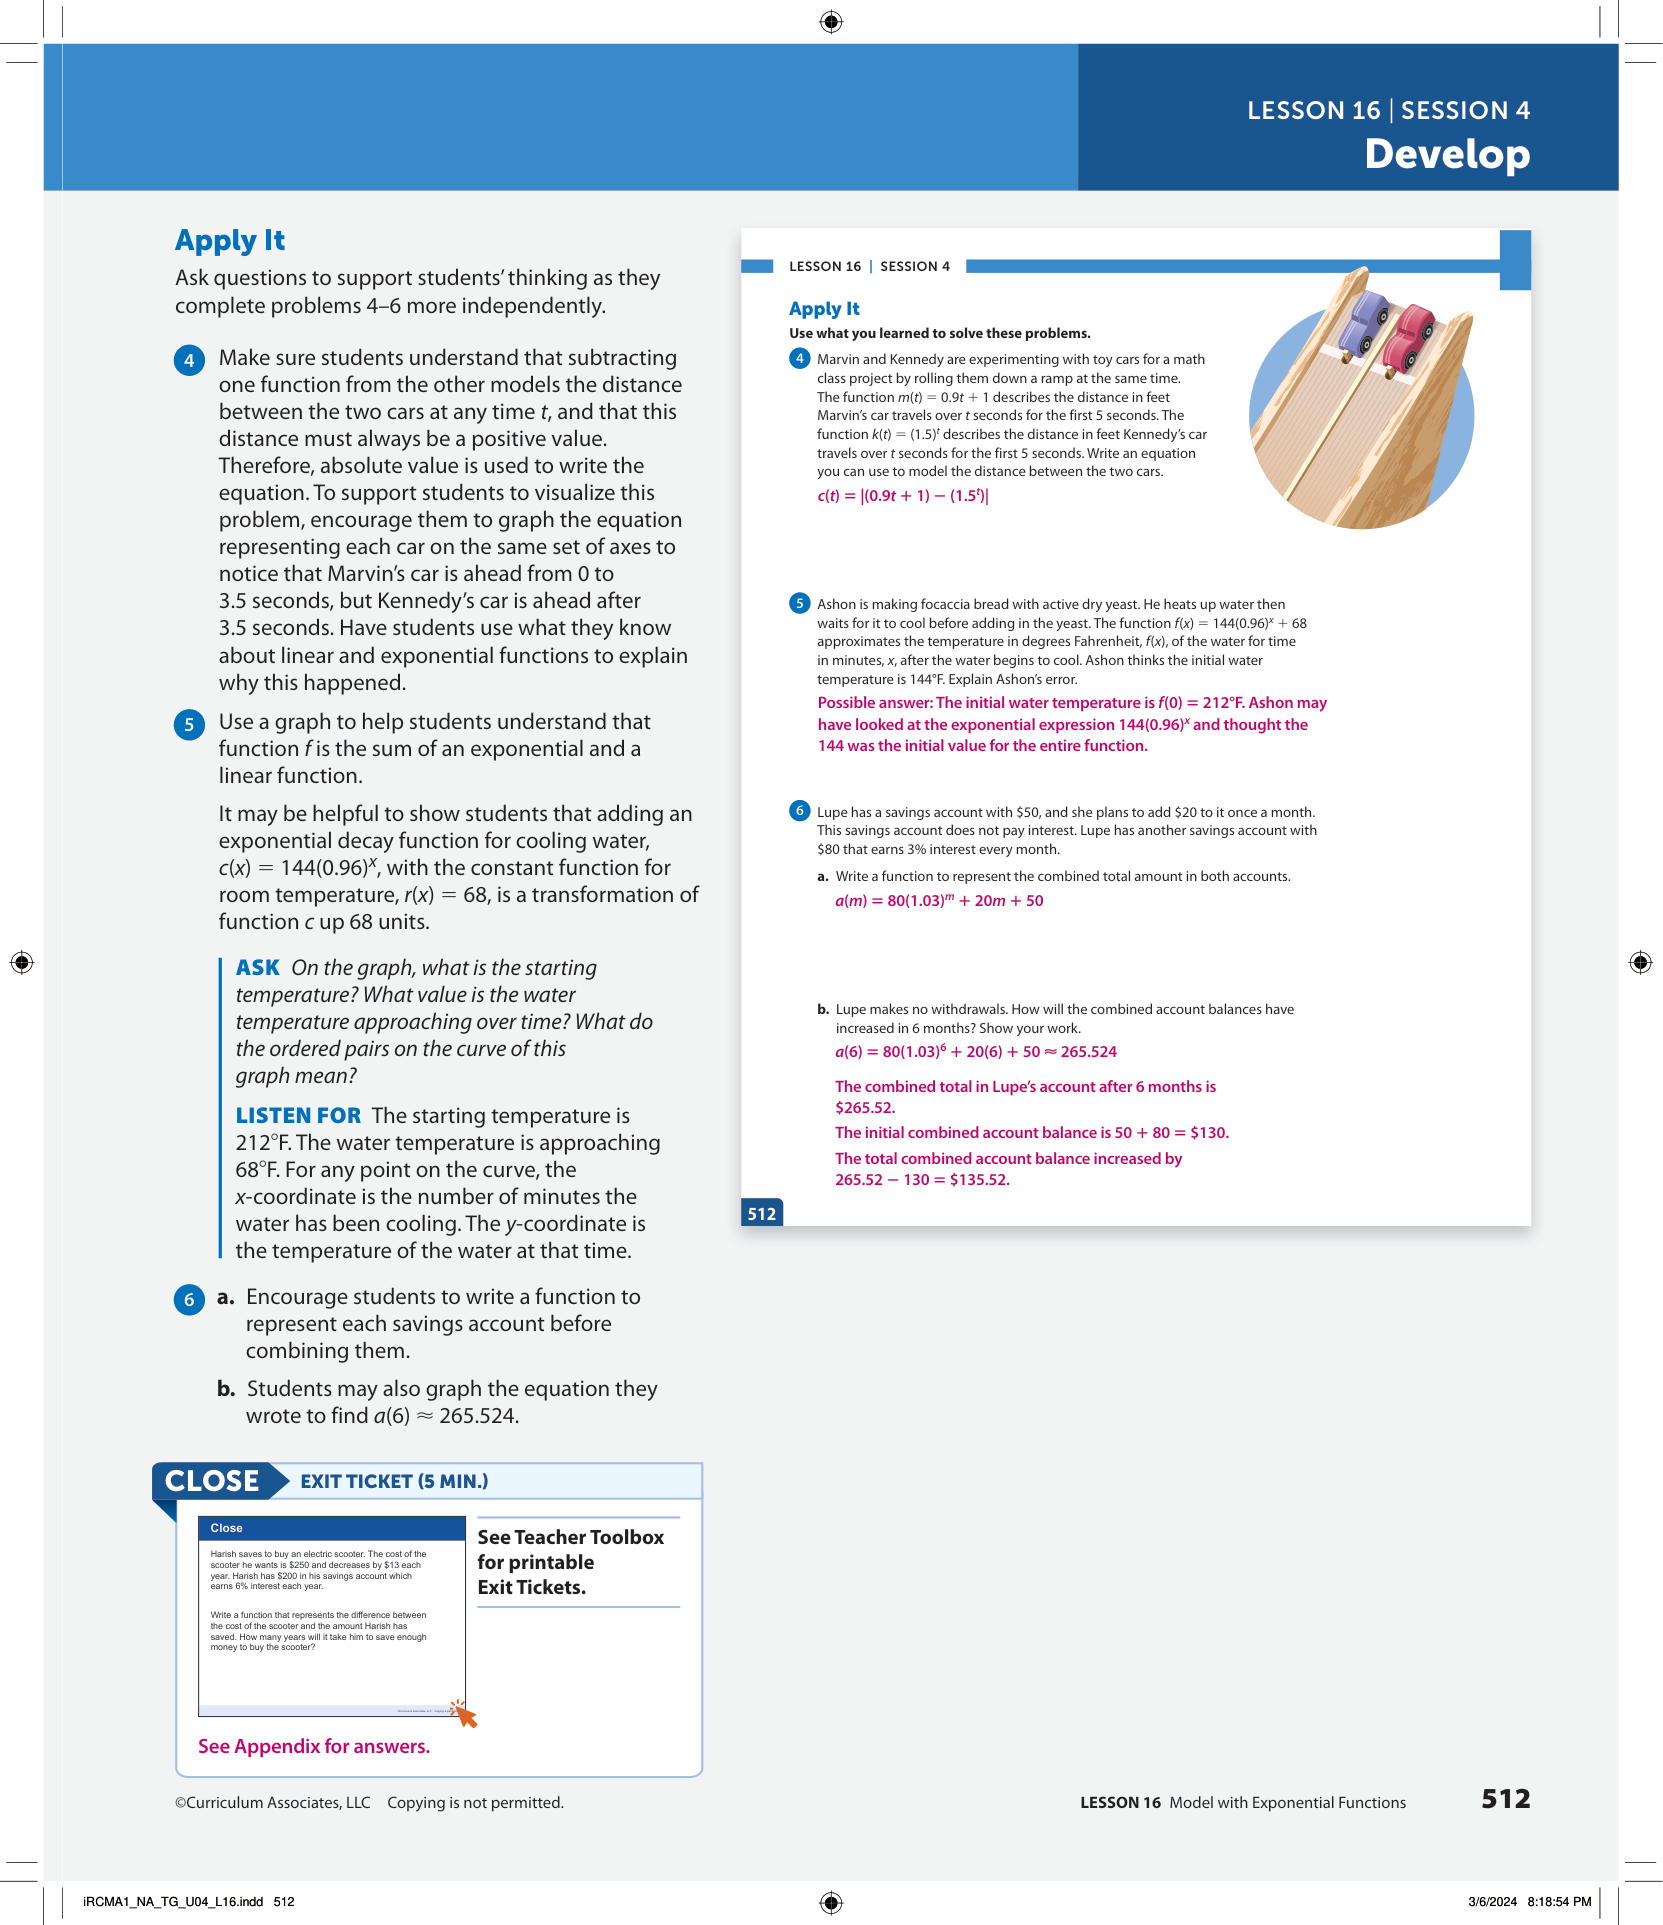 LESSON 16 | SESSION 4
Develop
Apply It
Ask questions to support students’ thinking as they
complete problems 4–6 more independently.
4 Make sure students understand that subtracting
one function from the other models the distance
between the two cars at any time t, and that this
distance must always be a positive value.
Therefore, absolute value is used to write the
equation. To support students to visualize this
problem, encourage them to graph the equation
representing each car on the same set of axes to
notice that Marvin’s car is ahead from 0 to
3.5 seconds, but Kennedy’s car is ahead after
3.5 seconds. Have students use what they know
about linear and exponential functions to explain
why this happened.
5 Use a graph to help students understand that
function f is the sum of an exponential and a
linear function.
It may be helpful to show students that adding an
exponential decay function for cooling water,
c(x) = 144(0.96)ˣ, with the constant function for
room temperature, r(x) = 68, is a transformation of
function c up 68 units.
ASK On the graph, what is the starting
temperature? What value is the water
temperature approaching over time? What do
the ordered pairs on the curve of this
graph mean?
LISTEN FOR The starting temperature is
212°F. The water temperature is approaching
68°F. For any point on the curve, the
x-coordinate is the number of minutes the
water has been cooling. The y-coordinate is
the temperature of the water at that time.
6 a. Encourage students to write a function to
represent each savings account before
combining them.
b. Students may also graph the equation they
wrote to find a(6) ≈ 265.524.
CLOSE EXIT TICKET (5 MIN.)
Close
Harish saves to buy an electric scooter. The cost of the
scooter he wants is $250 and decreases by $13 each
year. Harish has $200 in his savings account which
earns 6% interest each year.
Write a function that represents the difference between
the cost of the scooter and the amount Harish has
saved. How many years will it take him to save enough
money to buy the scooter?
See Teacher Toolbox
for printable
Exit Tickets.
See Appendix for answers.
LESSON 16 | SESSION 4
Apply It
Use what you learned to solve these problems.
4 Marvin and Kennedy are experimenting with toy cars for a math
class project by rolling them down a ramp at the same time.
The function m(t) = 0.9t + 1 describes the distance in feet
Marvin’s car travels over t seconds for the first 5 seconds. The
function k(t) = (1.5)ᵗ describes the distance in feet Kennedy’s car
travels over t seconds for the first 5 seconds. Write an equation
you can use to model the distance between the two cars.
c(t) = |(0.9t + 1) − (1.5ᵗ)|
5 Ashon is making focaccia bread with active dry yeast. He heats up water then
waits for it to cool before adding in the yeast. The function f(x) = 144(0.96)ˣ + 68
approximates the temperature in degrees Fahrenheit, f(x), of the water for time
in minutes, x, after the water begins to cool. Ashon thinks the initial water
temperature is 144°F. Explain Ashon’s error.
Possible answer: The initial water temperature is f(0) = 212°F. Ashon may
have looked at the exponential expression 144(0.96)ˣ and thought the
144 was the initial value for the entire function.
6 Lupe has a savings account with $50, and she plans to add $20 to it once a month.
This savings account does not pay interest. Lupe has another savings account with
$80 that earns 3% interest every month.
a. Write a function to represent the combined total amount in both accounts.
a(m) = 80(1.03)ᵐ + 20m + 50
b. Lupe makes no withdrawals. How will the combined account balances have
increased in 6 months? Show your work.
a(6) = 80(1.03)⁶ + 20(6) + 50 ≈ 265.524
The combined total in Lupe’s account after 6 months is
$265.52.
The initial combined account balance is 50 + 80 = $130.
The total combined account balance increased by
265.52 − 130 = $135.52.
512
©Curriculum Associates, LLC Copying is not permitted.
LESSON 16 Model with Exponential Functions 512
iRCMA1_NA_TG_U04_L16.indd 512
3/6/2024 8:18:54 PM